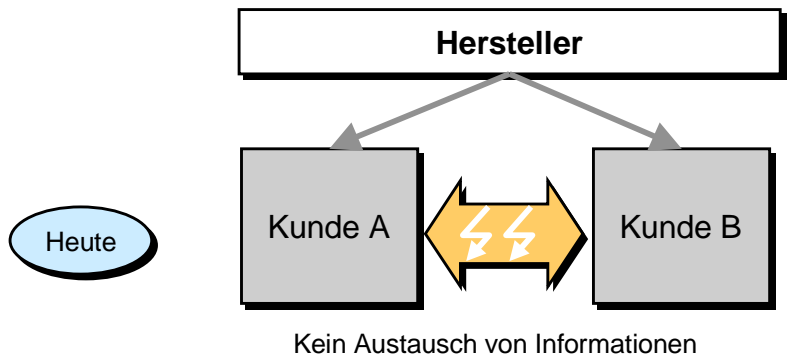 Hersteller
Kunde A
Kunde B
Heute
Kein Austausch von Informationen